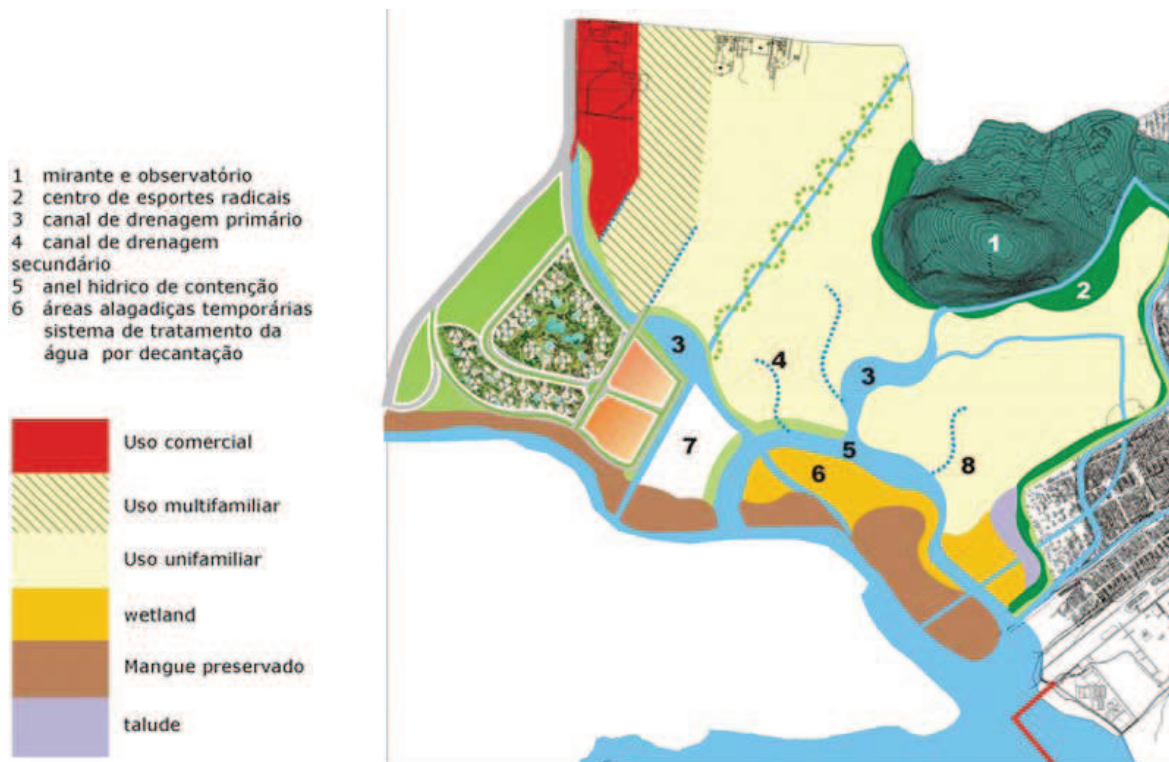 1 mirante e observatório
2 centro de esportes radicais
3 canal de drenagem primário
4 canal de drenagem
secundário
5 anel hidrico de contenção
6 áreas alagadiças temporárias
sistema de tratamento da
água por decantação
Uso comercial
Uso multifamiliar
Uso unifamiliar
wetland
Mangue preservado
talude
1
2
3
4
3
7
5
6
8